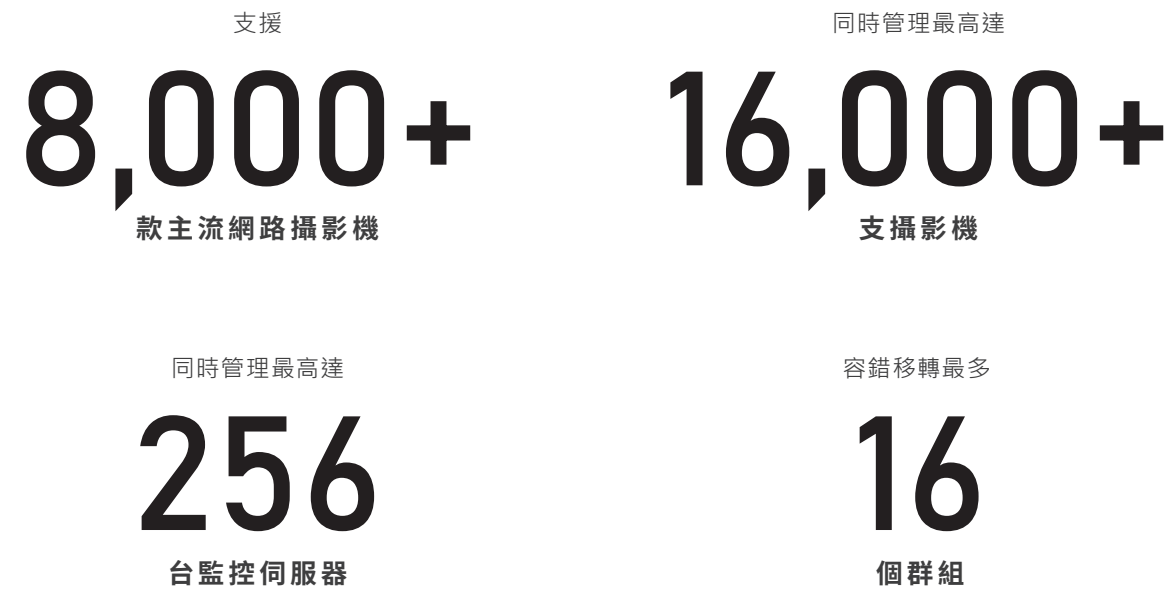 支援
8,000+
款主流網路攝影機
同時管理最高達
16,000+
支攝影機
同時管理最高達
256
台監控伺服器
容錯移轉最多
16
個群組